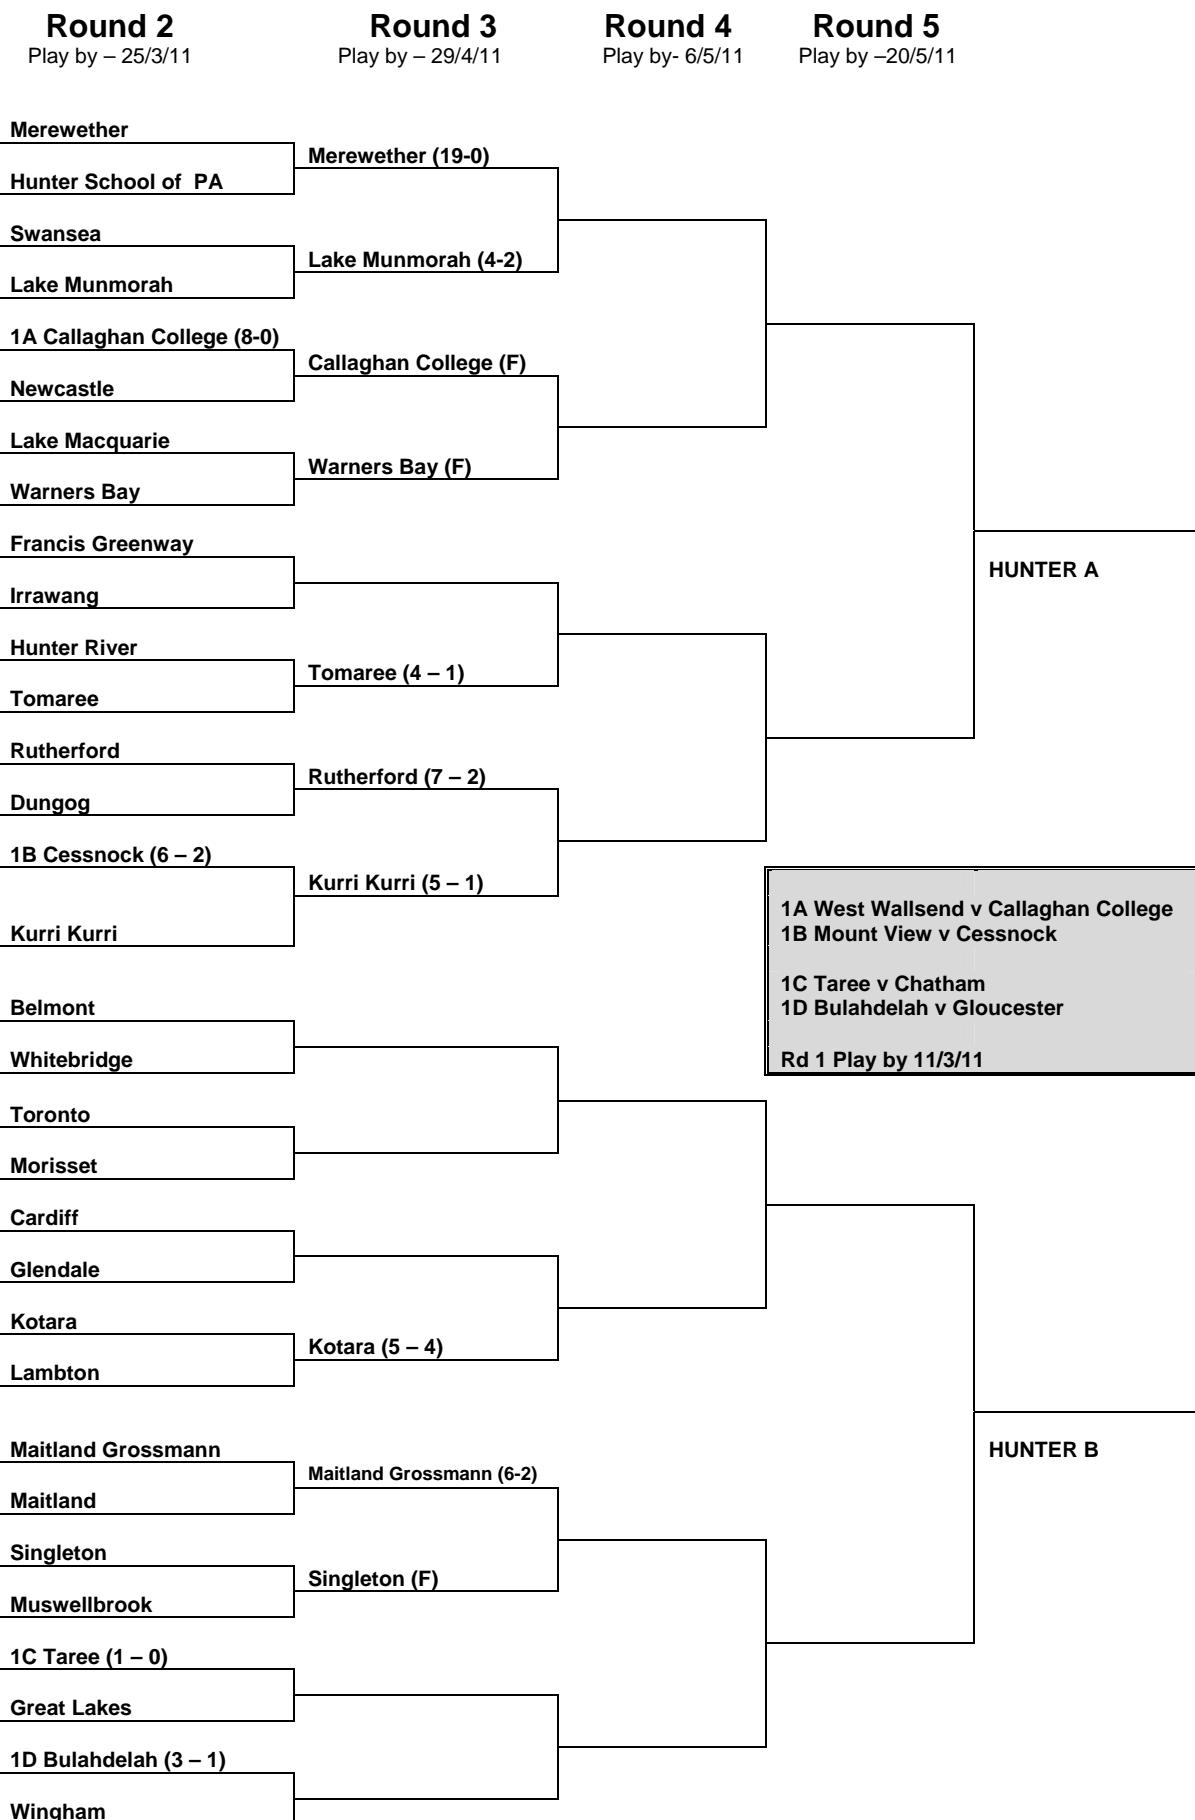 Round 2 Round 3 Round 4 Round 5
Play by – 25/3/11 Play by – 29/4/11 Play by- 6/5/11 Play by –20/5/11
Merewether
Merewether (19-0)
Hunter School of  PA
Swansea
Lake Munmorah (4-2)
Lake Munmorah
1A Callaghan College (8-0)
Callaghan College (F)
Newcastle
Lake Macquarie
Warners Bay (F)
Warners Bay
Francis Greenway
HUNTER A
Irrawang
Hunter River
Tomaree (4 – 1)
Tomaree
Rutherford
Rutherford (7 – 2)
Dungog
1B Cessnock (6 – 2)
Kurri Kurri (5 – 1)
Kurri Kurri
1A West Wallsend v Callaghan College
1B Mount View v Cessnock
1C Taree v Chatham
1D Bulahdelah v Gloucester
Rd 1 Play by 11/3/11
Belmont
Whitebridge
Toronto
Morisset
Cardiff
Glendale
Kotara
Kotara (5 – 4)
Lambton
Maitland Grossmann
HUNTER B
Maitland Grossmann (6-2)
Maitland
Singleton
Singleton (F)
Muswellbrook
1C Taree (1 – 0)
Great Lakes
1D Bulahdelah (3 – 1)
Wingham